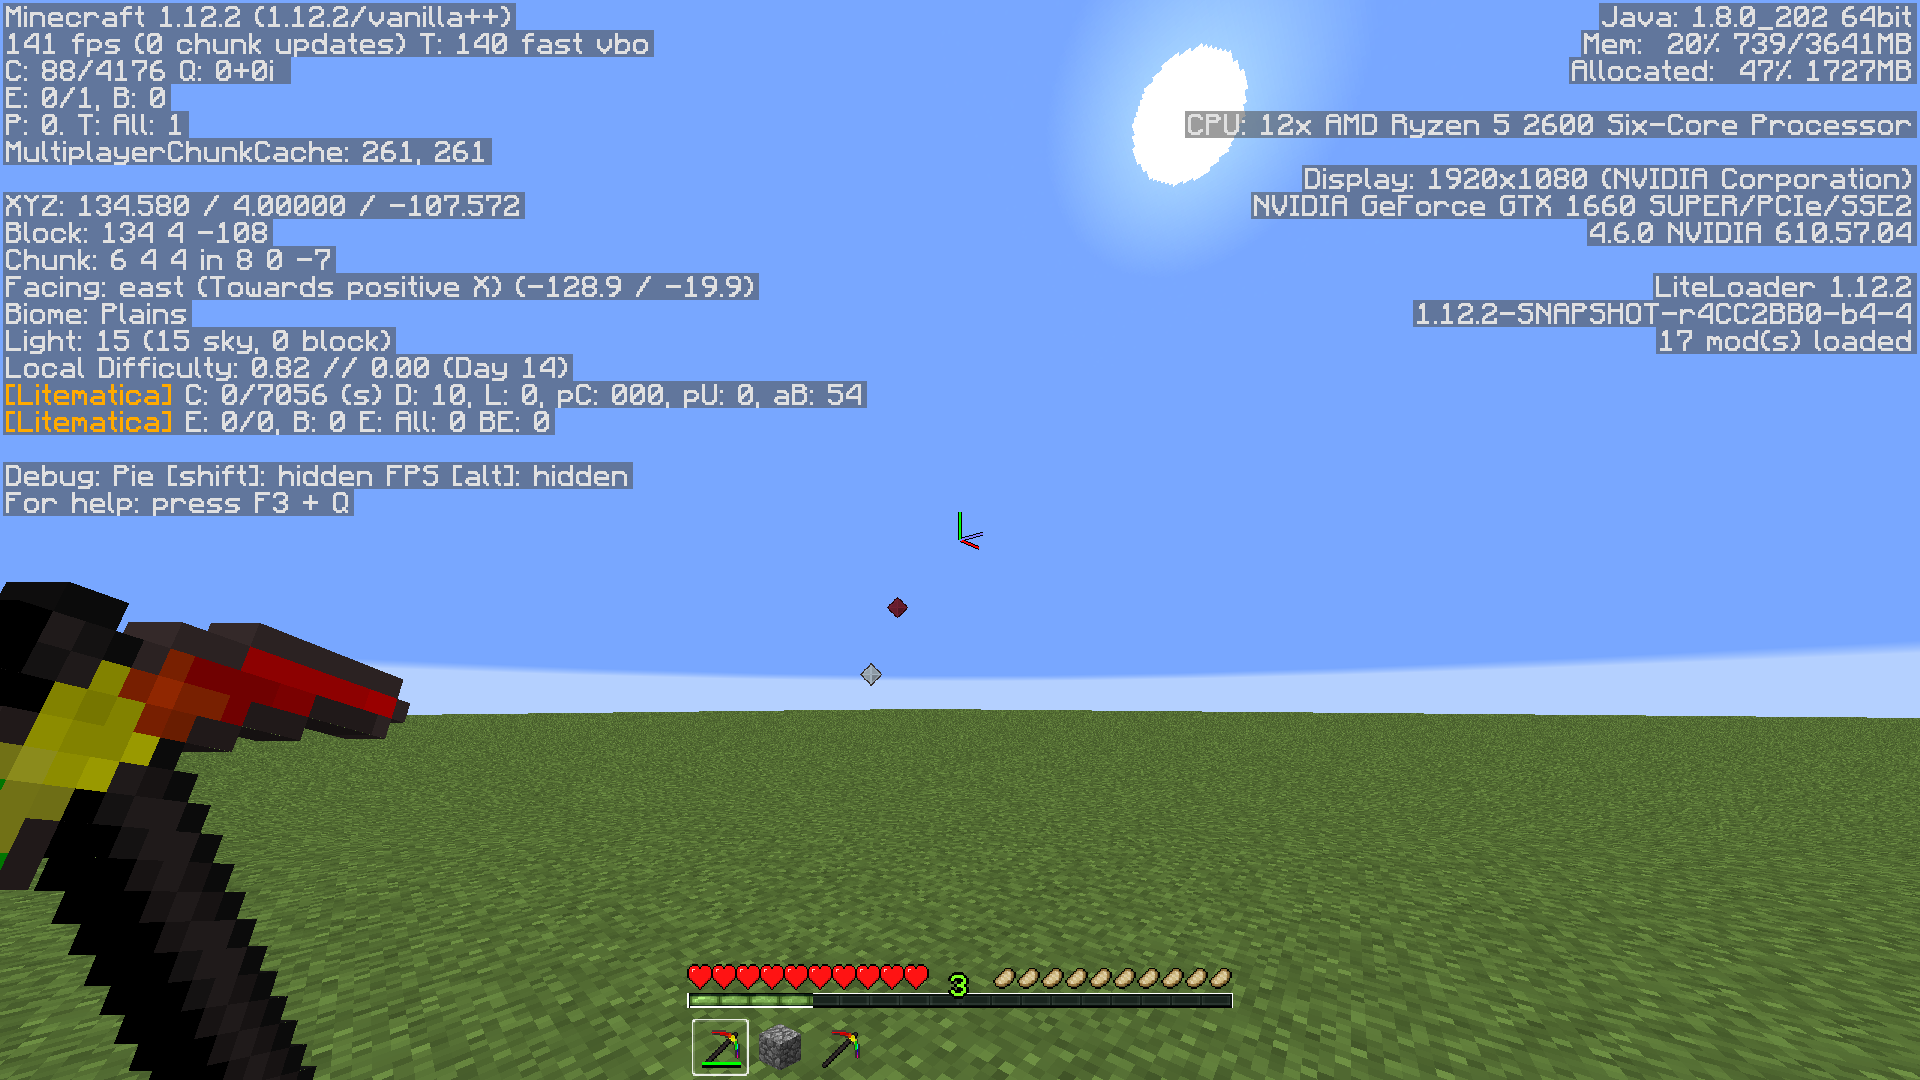 Minecraft 1.12.2 (1.12.2/vanilla++)
141 fps (0 chunk updates) T: 140 fast vbo
C: 88/4176 Q: 0+0i
E: 0/1, B: 0
P: 0. T: All: 1
MultiplayerChunkCache: 261, 261
XYZ: 134.580 / 4.00000 / -107.572
Block: 134 4 -108
Chunk: 6 4 4 in 8 0 -7
Facing: east (Towards positive X) (-128.9 / -19.9)
Biome: Plains
Light: 15 (15 sky, 0 block)
Local Difficulty: 0.82 // 0.00 (Day 14)
[Litematica] C: 0/7056 (s) D: 10, L: 0, pC: 000, pU: 0, aB: 54
[Litematica] E: 0/0, B: 0 E: All: 0 BE: 0
Debug: Pie [shift]: hidden FPS [alt]: hidden
For help: press F3 + Q
Java: 1.8.0_202 64bit
Mem: 20% 739/3641MB
Allocated: 47% 1727MB
CPU: 12x AMD Ryzen 5 2600 Six-Core Processor
Display: 1920x1080 (NVIDIA Corporation)
NVIDIA GeForce GTX 1660 SUPER/PCIe/SSE2
4.6.0 NVIDIA 610.57.04
LiteLoader 1.12.2
1.12.2-SNAPSHOT-r4CC2BB0-b4-4
17 mod(s) loaded
3